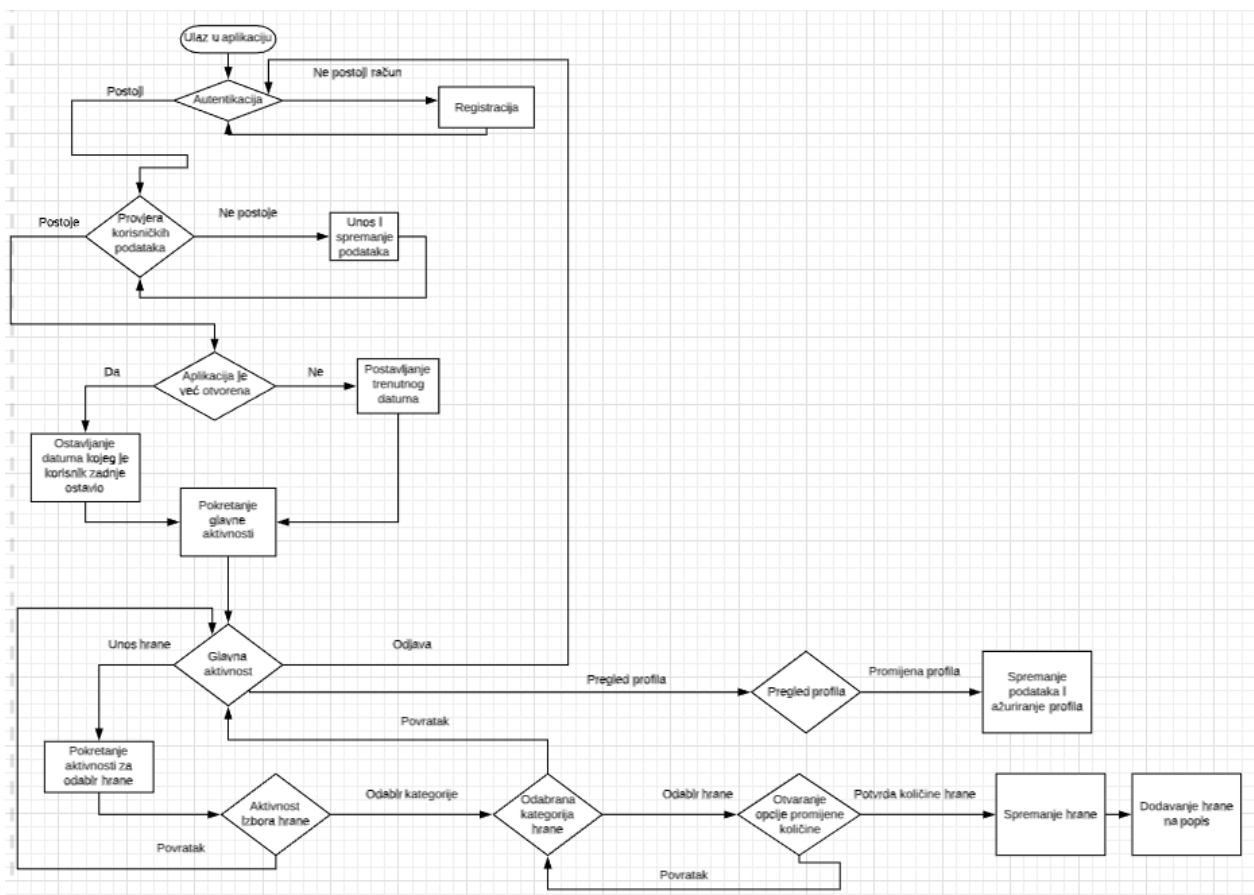 Ulaz u aplikaciju
Ne postoji račun
Postoji
Autentikacija
Registracija
Postoje
Provjera
korisničkih
podataka
Ne postoje
Unos I
spremanje
podataka
Da
Aplikacija je
već otvorena
Ne
Postavljanje
trenutnog
datuma
Ostavljanje
datuma kojeg je
korisnik zadnje
ostavio
Pokretanje
glavne
aktivnosti
Unos hrane
Glavna
aktivnost
Odjava
Pregled profila
Pregled profila
Promijena profila
Spremanje
podataka I
ažuriranje profila
Povratak
Pokretanje
aktivnosti za
odabir hrane
Aktivnost
Izbora hrane
Odabir kategorije
Odabrana
kategorija
hrane
Odabir hrane
Otvaranje
opcije promijene
količine
Potvrda količine hrane
Spremanje hrane
Dodavanje hrane
na popis
Povratak
Povratak